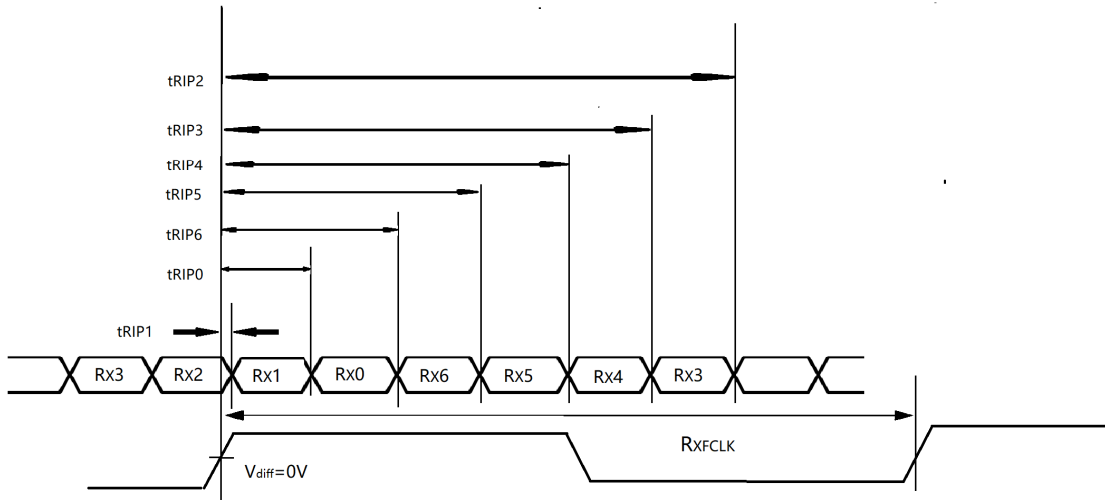 tRIP2
tRIP3
tRIP4
tRIP5
tRIP6
tRIP0
tRIP1
Rx3 Rx2 Rx1 Rx0 Rx6 Rx5 Rx4 Rx3
RXFCLK
Vdiff=0V